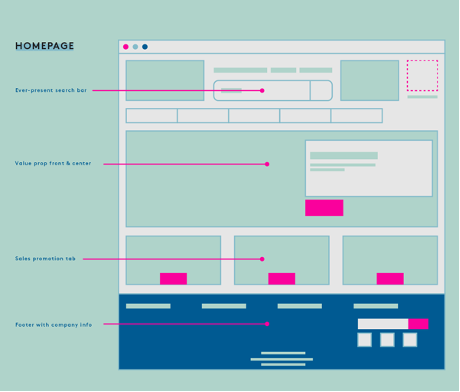 HOMEPAGE
Ever-present search bar
Value prop front & center
Sales promotion tab
Footer with company info